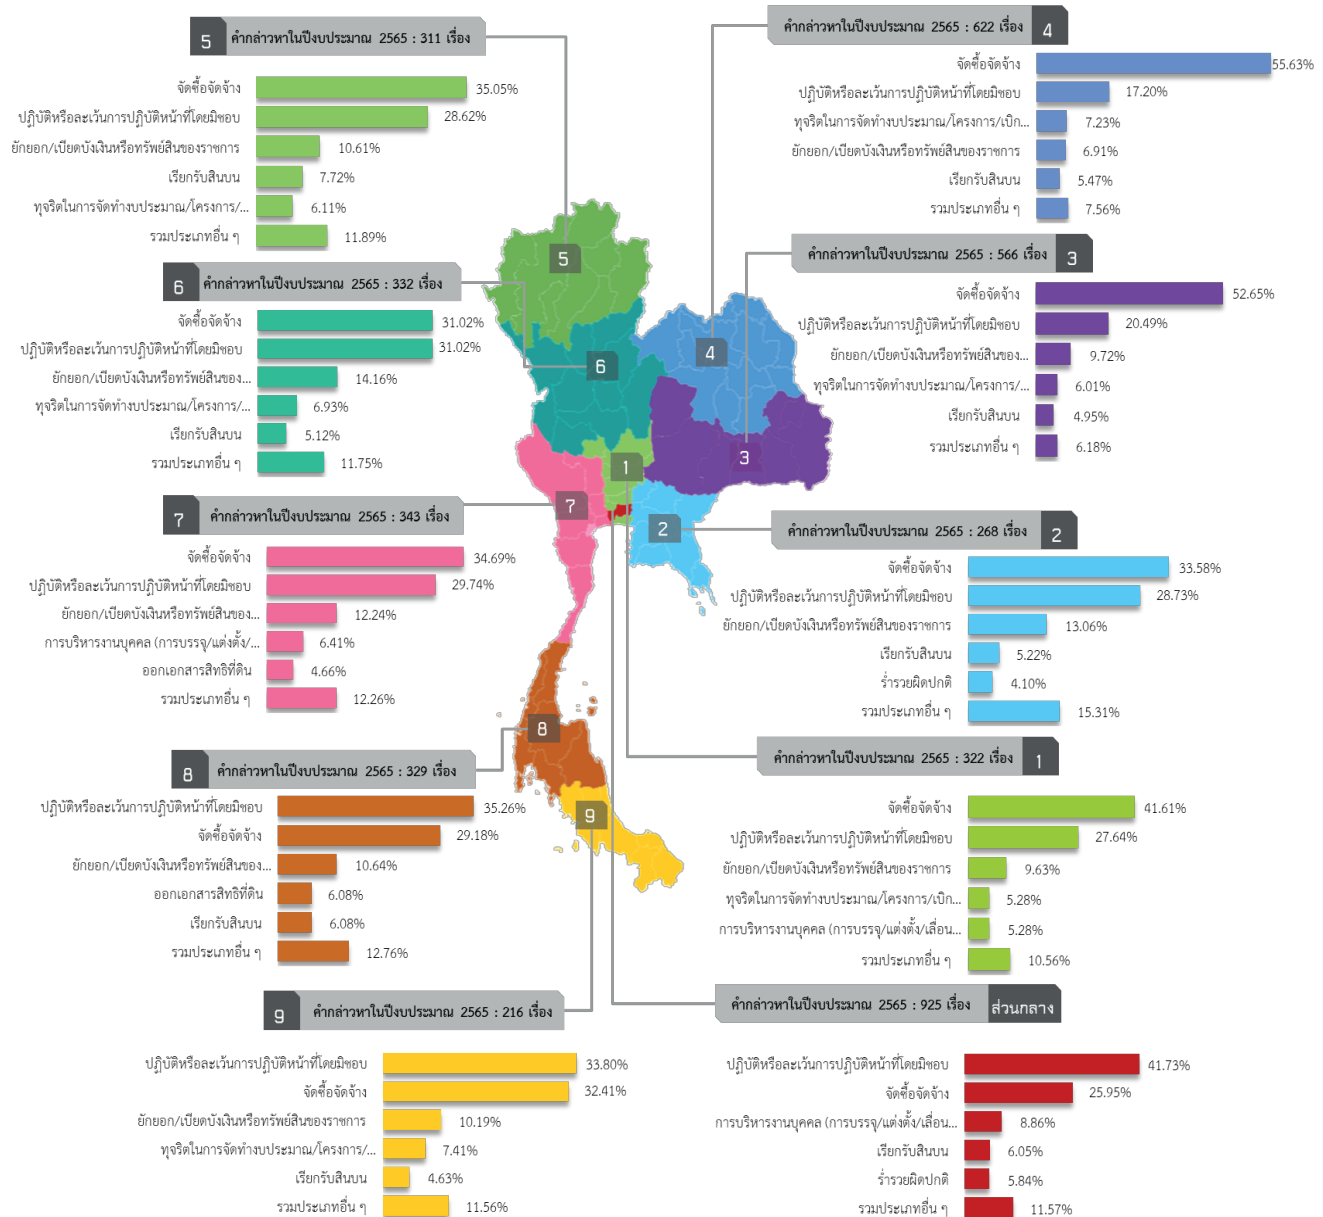 5 คำกล่าวหาในปีงบประมาณ 2565 : 311 เรื่อง
จัดซื้อจัดจ้าง 35.05%
ปฏิบัติหรือละเว้นการปฏิบัติหน้าที่โดยมิชอบ 28.62%
ยักยอก/เบียดบังเงินหรือทรัพย์สินของราชการ 10.61%
เรียกรับสินบน 7.72%
ทุจริตในการจัดทำงบประมาณ/โครงการ/... 6.11%
รวมประเภทอื่น ๆ 11.89%
6 คำกล่าวหาในปีงบประมาณ 2565 : 332 เรื่อง
จัดซื้อจัดจ้าง 31.02%
ปฏิบัติหรือละเว้นการปฏิบัติหน้าที่โดยมิชอบ 31.02%
ยักยอก/เบียดบังเงินหรือทรัพย์สินของ... 14.16%
ทุจริตในการจัดทำงบประมาณ/โครงการ/... 6.93%
เรียกรับสินบน 5.12%
รวมประเภทอื่น ๆ 11.75%
7 คำกล่าวหาในปีงบประมาณ 2565 : 343 เรื่อง
จัดซื้อจัดจ้าง 34.69%
ปฏิบัติหรือละเว้นการปฏิบัติหน้าที่โดยมิชอบ 29.74%
ยักยอก/เบียดบังเงินหรือทรัพย์สินของ... 12.24%
การบริหารงานบุคคล (การบรรจุ/แต่งตั้ง/... 6.41%
ออกเอกสารสิทธิที่ดิน 4.66%
รวมประเภทอื่น ๆ 12.26%
8 คำกล่าวหาในปีงบประมาณ 2565 : 329 เรื่อง
ปฏิบัติหรือละเว้นการปฏิบัติหน้าที่โดยมิชอบ 35.26%
จัดซื้อจัดจ้าง 29.18%
ยักยอก/เบียดบังเงินหรือทรัพย์สินของ... 10.64%
ออกเอกสารสิทธิที่ดิน 6.08%
เรียกรับสินบน 6.08%
รวมประเภทอื่น ๆ 12.76%
9 คำกล่าวหาในปีงบประมาณ 2565 : 216 เรื่อง
ปฏิบัติหรือละเว้นการปฏิบัติหน้าที่โดยมิชอบ 33.80%
จัดซื้อจัดจ้าง 32.41%
ยักยอก/เบียดบังเงินหรือทรัพย์สินของราชการ 10.19%
ทุจริตในการจัดทำงบประมาณ/โครงการ/... 7.41%
เรียกรับสินบน 4.63%
รวมประเภทอื่น ๆ 11.56%
5
4
6
3
1
7
2
8
9
คำกล่าวหาในปีงบประมาณ 2565 : 622 เรื่อง 4
จัดซื้อจัดจ้าง 55.63%
ปฏิบัติหรือละเว้นการปฏิบัติหน้าที่โดยมิชอบ 17.20%
ทุจริตในการจัดทำงบประมาณ/โครงการ/เบิก... 7.23%
ยักยอก/เบียดบังเงินหรือทรัพย์สินของราชการ 6.91%
เรียกรับสินบน 5.47%
รวมประเภทอื่น ๆ 7.56%
คำกล่าวหาในปีงบประมาณ 2565 : 566 เรื่อง 3
จัดซื้อจัดจ้าง 52.65%
ปฏิบัติหรือละเว้นการปฏิบัติหน้าที่โดยมิชอบ 20.49%
ยักยอก/เบียดบังเงินหรือทรัพย์สินของ... 9.72%
ทุจริตในการจัดทำงบประมาณ/โครงการ/... 6.01%
เรียกรับสินบน 4.95%
รวมประเภทอื่น ๆ 6.18%
คำกล่าวหาในปีงบประมาณ 2565 : 268 เรื่อง 2
จัดซื้อจัดจ้าง 33.58%
ปฏิบัติหรือละเว้นการปฏิบัติหน้าที่โดยมิชอบ 28.73%
ยักยอก/เบียดบังเงินหรือทรัพย์สินของราชการ 13.06%
เรียกรับสินบน 5.22%
ร่ำรวยผิดปกติ 4.10%
รวมประเภทอื่น ๆ 15.31%
คำกล่าวหาในปีงบประมาณ 2565 : 322 เรื่อง 1
จัดซื้อจัดจ้าง 41.61%
ปฏิบัติหรือละเว้นการปฏิบัติหน้าที่โดยมิชอบ 27.64%
ยักยอก/เบียดบังเงินหรือทรัพย์สินของราชการ 9.63%
ทุจริตในการจัดทำงบประมาณ/โครงการ/เบิก... 5.28%
การบริหารงานบุคคล (การบรรจุ/แต่งตั้ง/เลื่อน... 5.28%
รวมประเภทอื่น ๆ 10.56%
คำกล่าวหาในปีงบประมาณ 2565 : 925 เรื่อง ส่วนกลาง
ปฏิบัติหรือละเว้นการปฏิบัติหน้าที่โดยมิชอบ 41.73%
จัดซื้อจัดจ้าง 25.95%
การบริหารงานบุคคล (การบรรจุ/แต่งตั้ง/เลื่อน... 8.86%
เรียกรับสินบน 6.05%
ร่ำรวยผิดปกติ 5.84%
รวมประเภทอื่น ๆ 11.57%